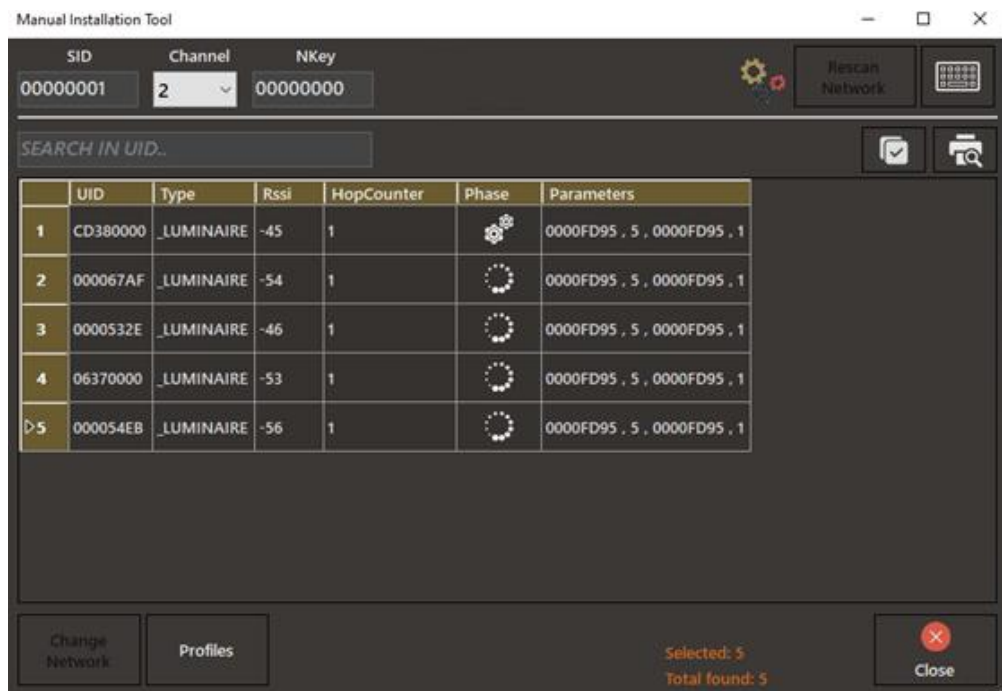 Manual Installation Tool
SID Channel NKey
00000001 2 00000000
Rescan
Network
SEARCH IN UID..
UID Type Rssi HopCounter Phase Parameters
1 CD380000 _LUMINAIRE -45 1 0000FD95 , 5 , 0000FD95 , 1
2 000067AF _LUMINAIRE -54 1 0000FD95 , 5 , 0000FD95 , 1
3 0000532E _LUMINAIRE -46 1 0000FD95 , 5 , 0000FD95 , 1
4 06370000 _LUMINAIRE -53 1 0000FD95 , 5 , 0000FD95 , 1
5 000054EB _LUMINAIRE -56 1 0000FD95 , 5 , 0000FD95 , 1
Change
Network
Profiles
Selected: 5
Total found: 5
Close